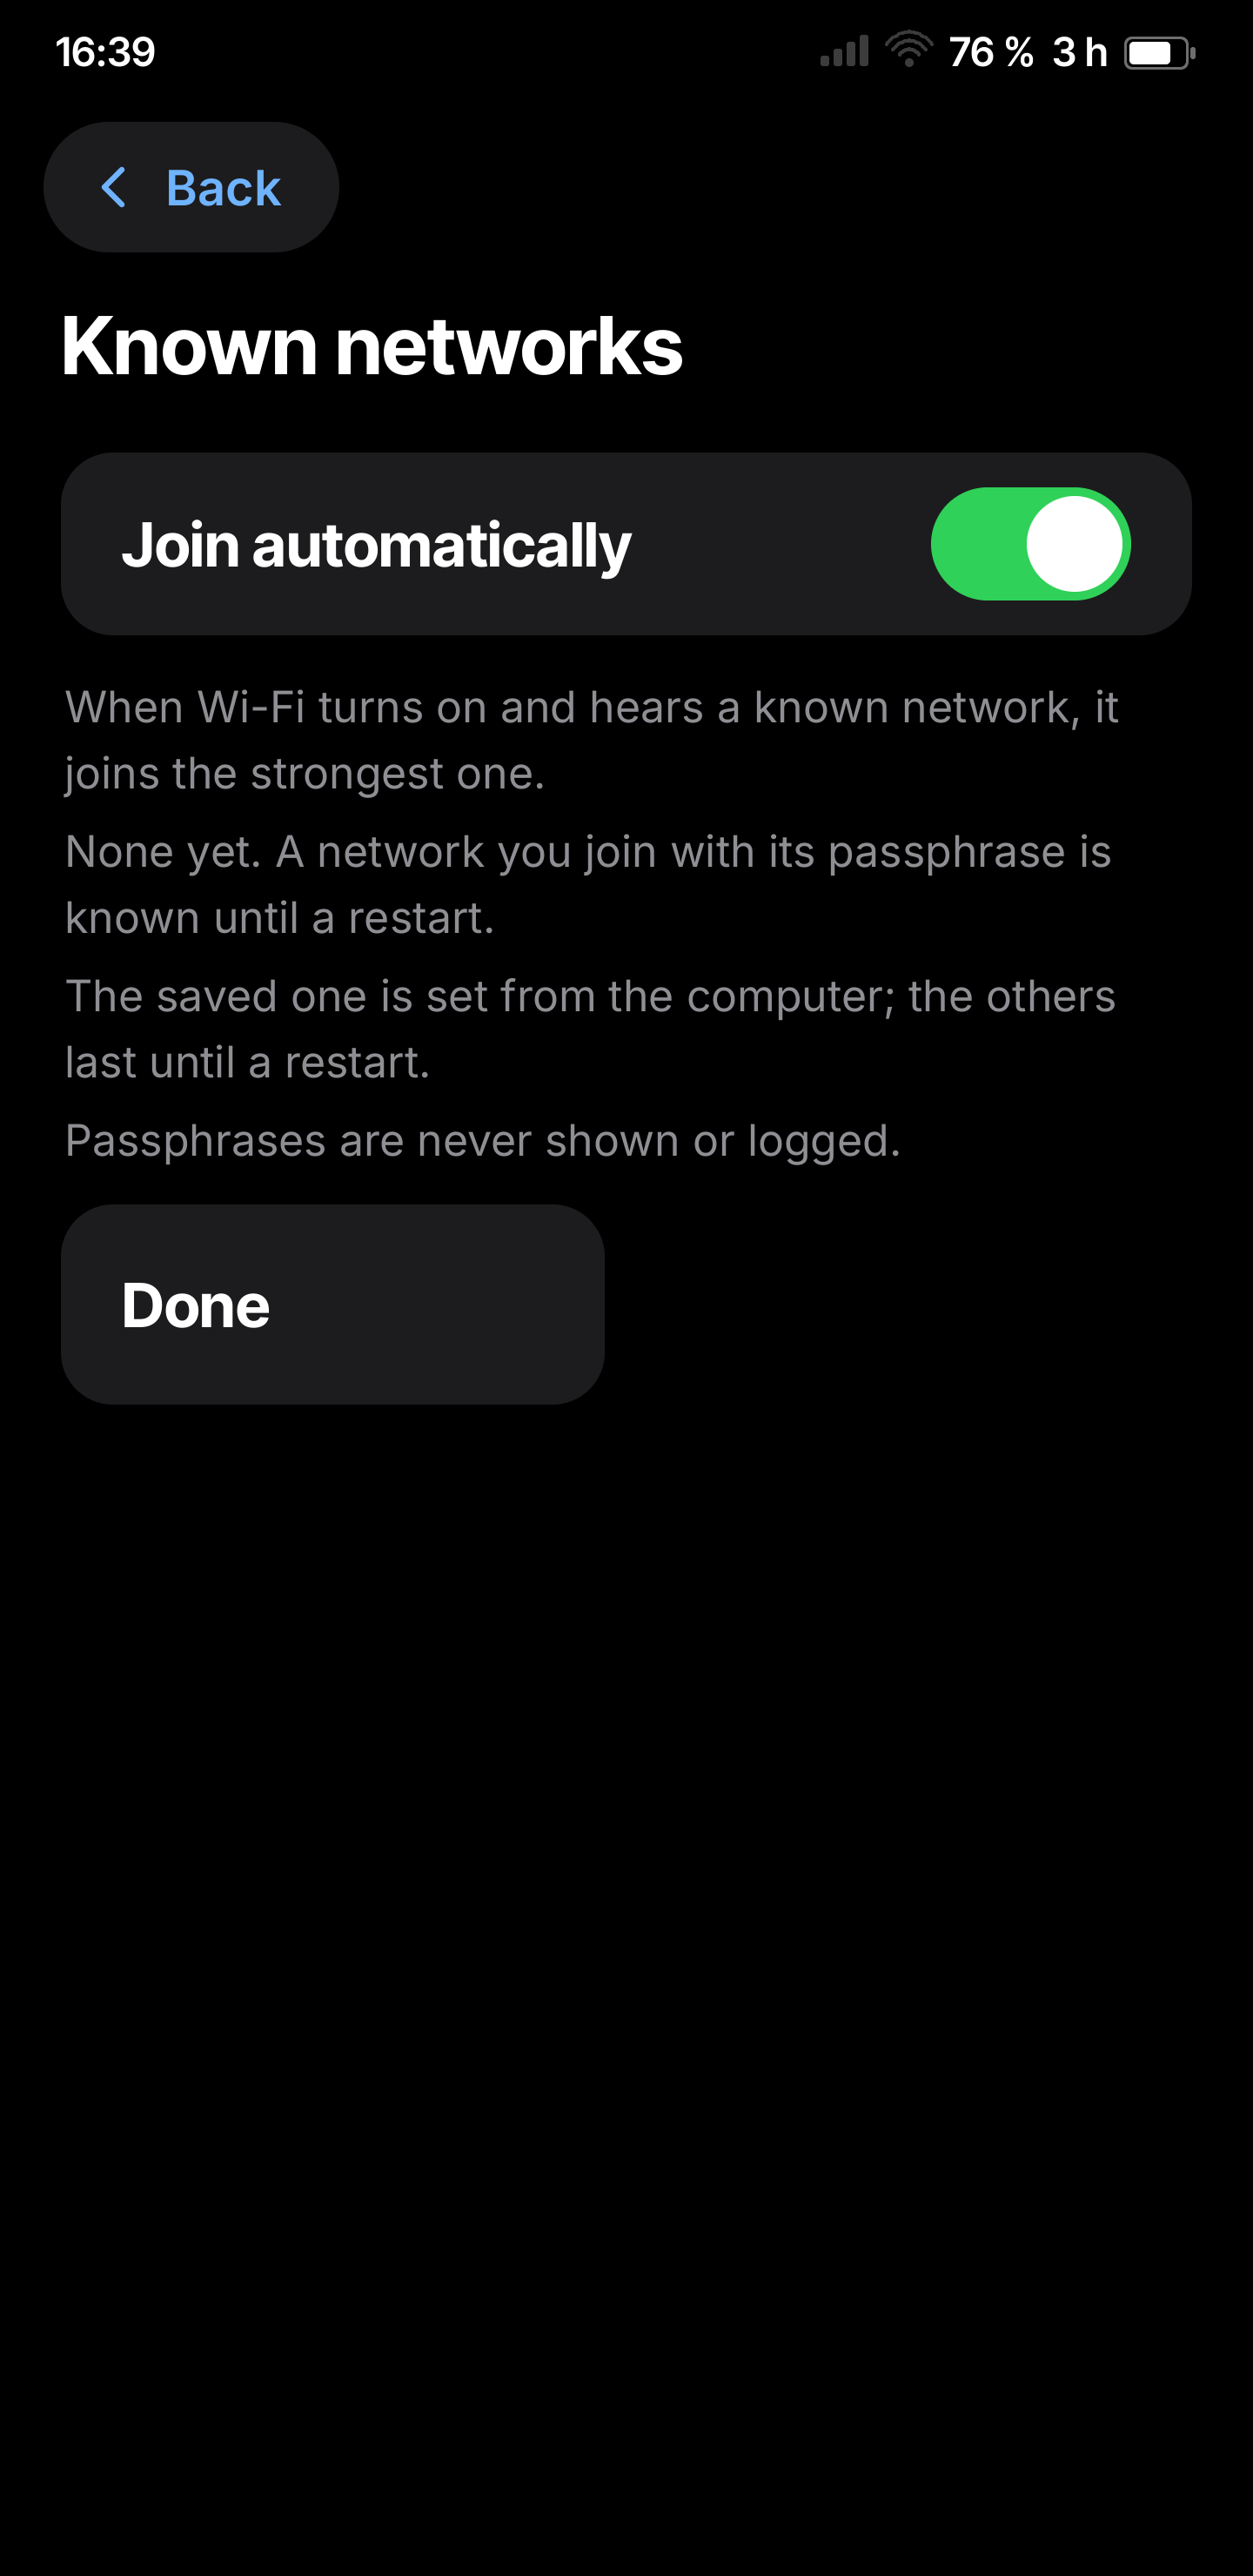 16:39
76 % 3 h
Back
Known networks
Join automatically
When Wi-Fi turns on and hears a known network, it
joins the strongest one.
None yet. A network you join with its passphrase is
known until a restart.
The saved one is set from the computer; the others
last until a restart.
Passphrases are never shown or logged.
Done